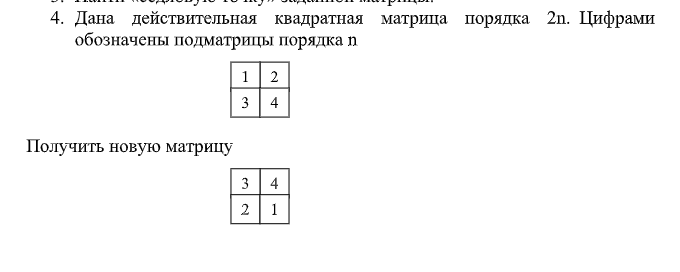 4. Дана действительная квадратная матрица порядка 2n. Цифрами
обозначены подматрицы порядка n
1 2
3 4
Получить новую матрицу
3 4
2 1